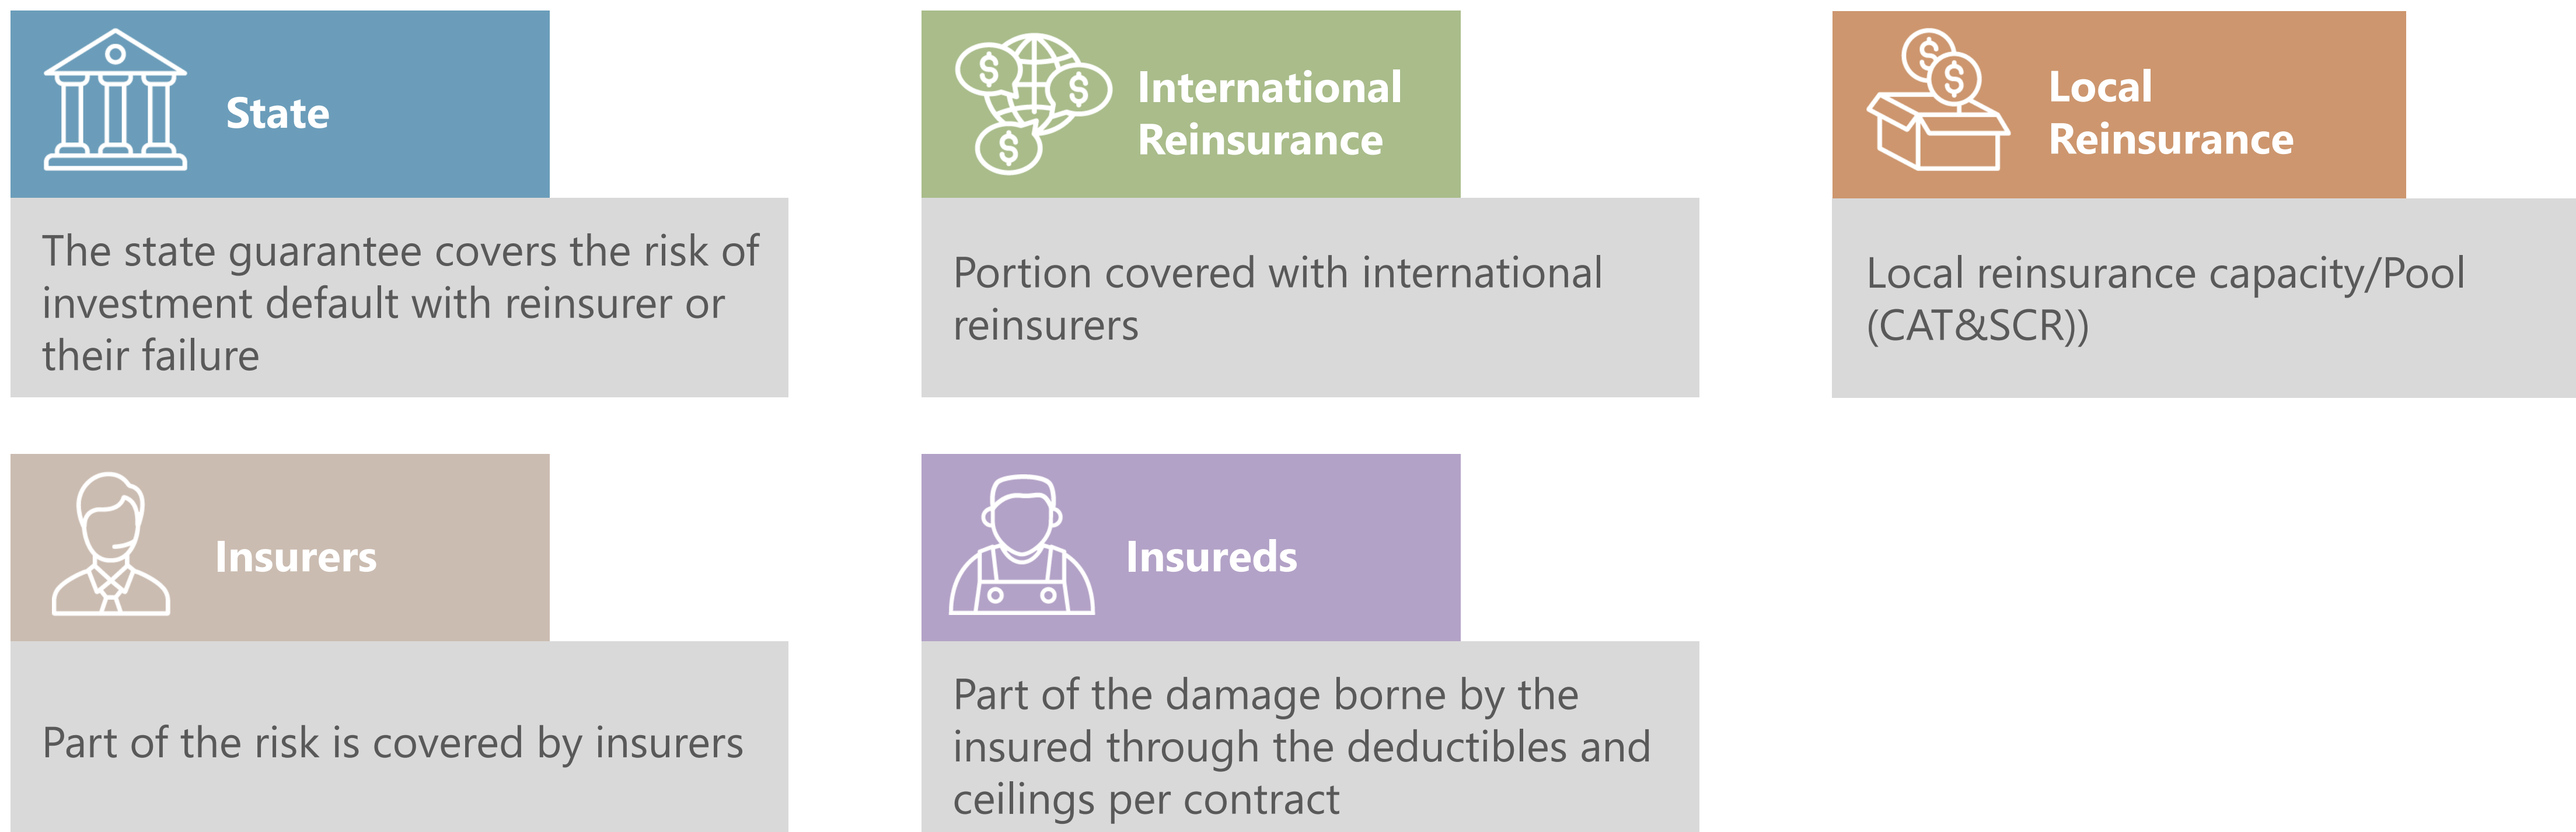 State
The state guarantee covers the risk of
investment default with reinsurer or
their failure
International
Reinsurance
Portion covered with international
reinsurers
Local
Reinsurance
Local reinsurance capacity/Pool
(CAT&SCR))
Insurers
Part of the risk is covered by insurers
Insureds
Part of the damage borne by the
insured through the deductibles and
ceilings per contract